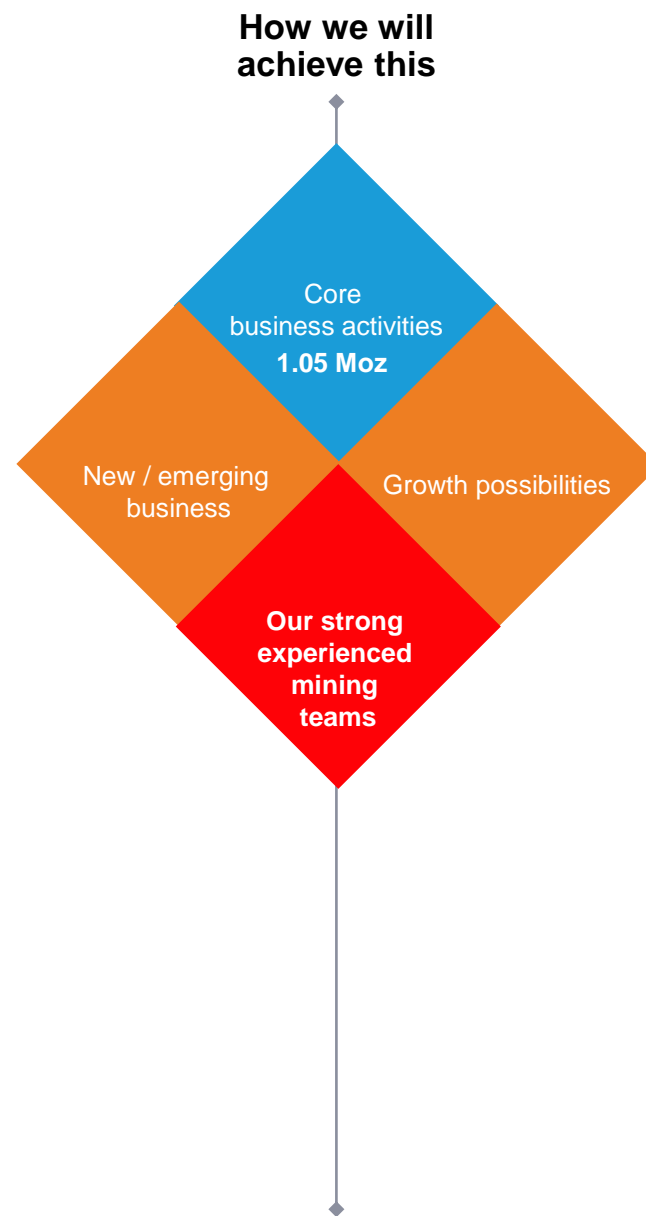 How we will
achieve this
Core
business activities
1.05 Moz
New / emerging
business
Growth possibilities
Our strong
experienced
mining
teams